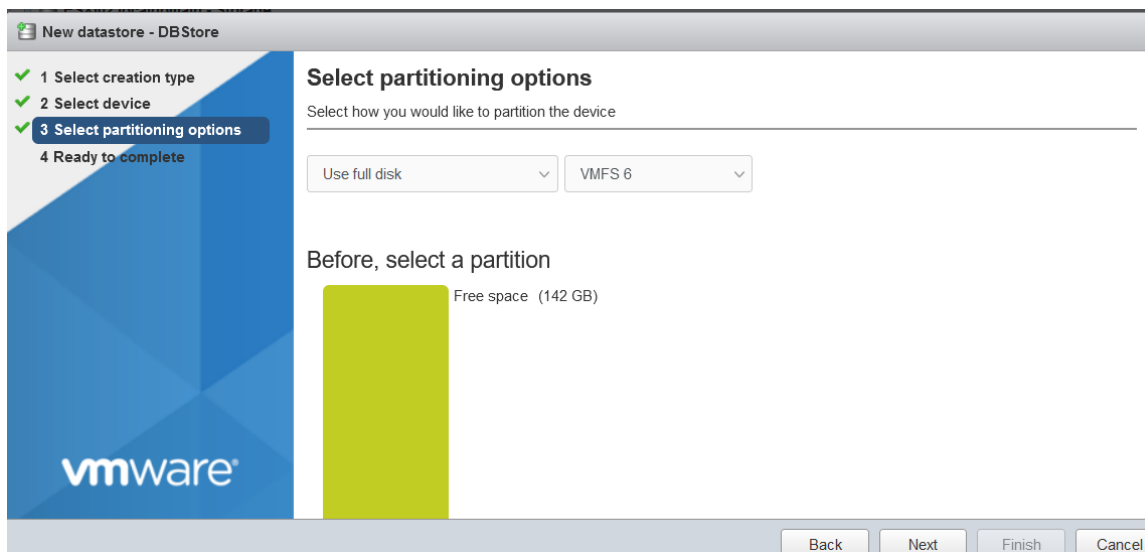 New datastore - DBStore
1 Select creation type
2 Select device
3 Select partitioning options
4 Ready to complete
Select partitioning options
Select how you would like to partition the device
Use full disk VMFS 6
Before, select a partition
Free space (142 GB)
vmware®
Back Next Finish Cancel